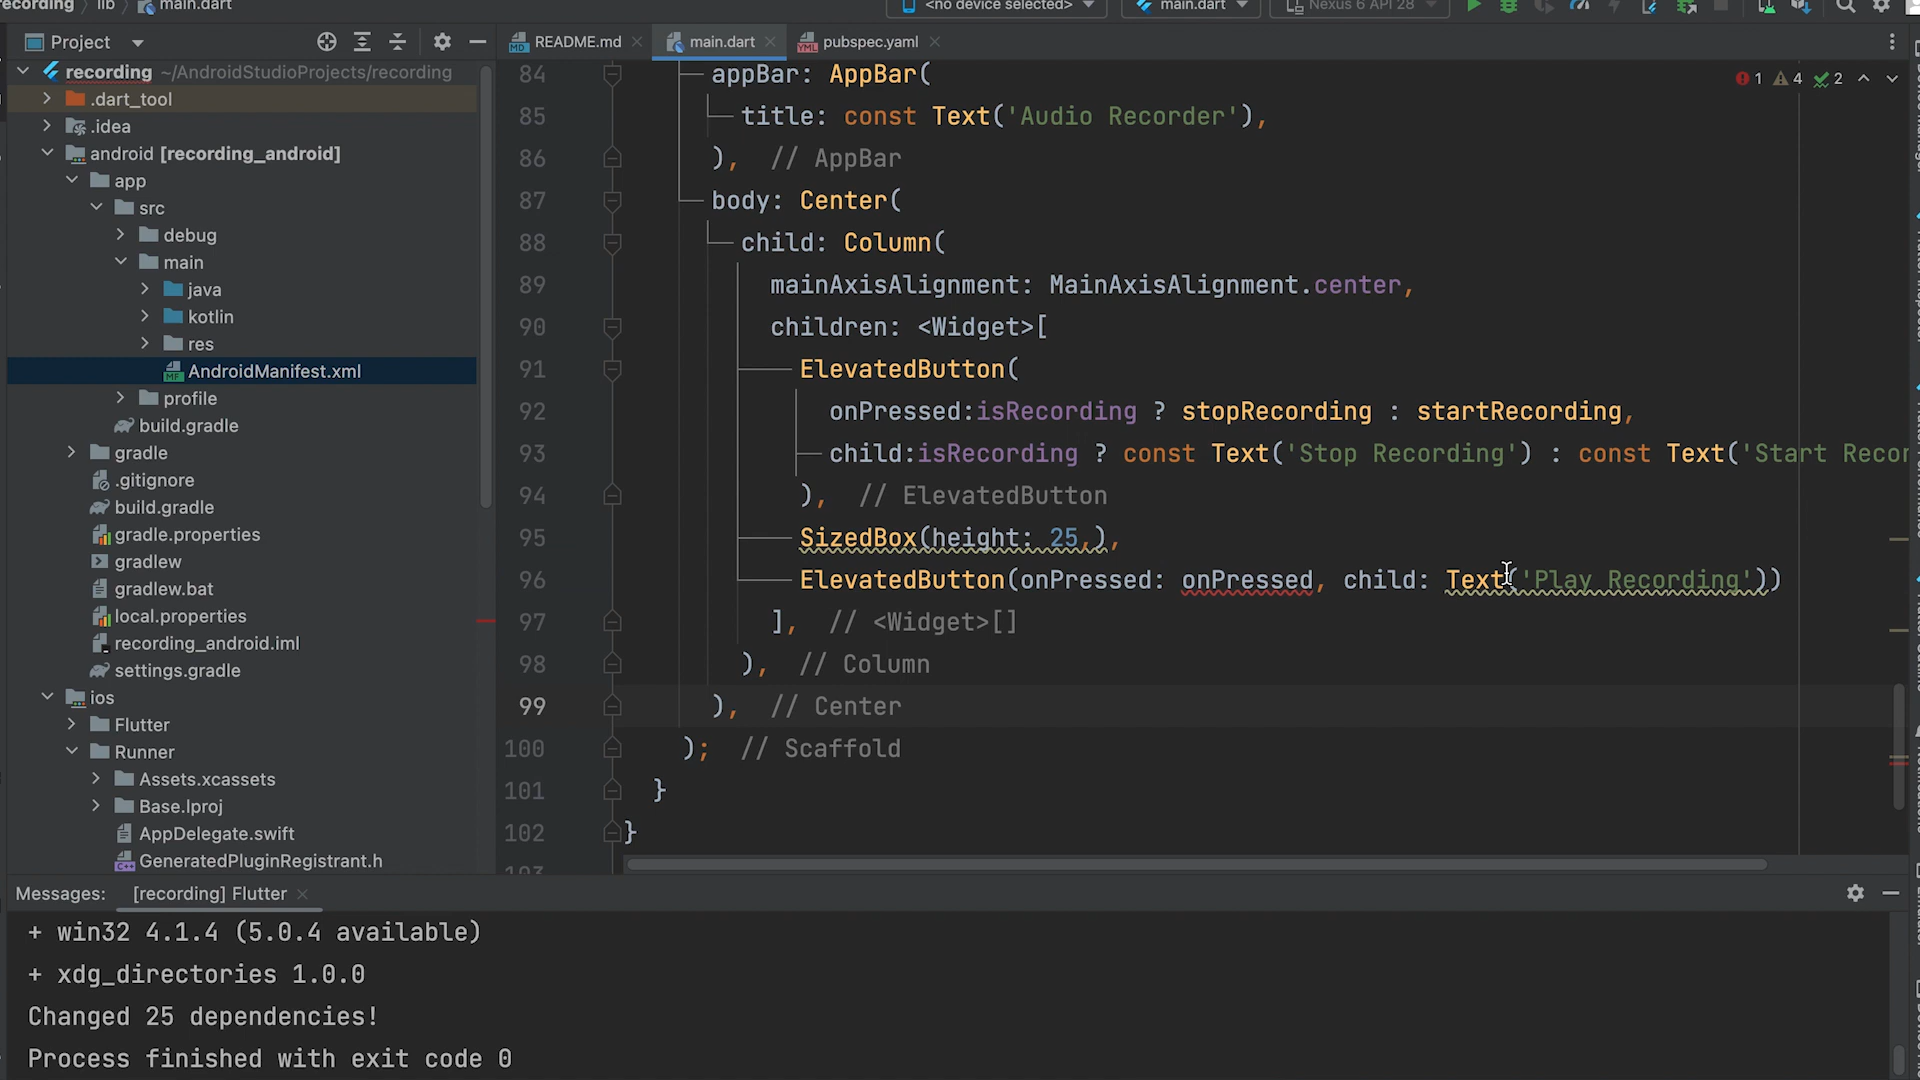 recording
lib
main.dart
<no device selected>
main.dart
Nexus 6 API 28
Project
README.md
main.dart
pubspec.yaml
recording ~/AndroidStudioProjects/recording
.dart_tool
.idea
android [recording_android]
app
src
debug
main
java
kotlin
res
AndroidManifest.xml
profile
build.gradle
gradle
.gitignore
build.gradle
gradle.properties
gradlew
gradlew.bat
local.properties
recording_android.iml
settings.gradle
ios
Flutter
Runner
Assets.xcassets
Base.lproj
AppDelegate.swift
GeneratedPluginRegistrant.h
1 4 2
84 appBar: AppBar(
85 title: const Text('Audio Recorder'),
86 ), // AppBar
87 body: Center(
88 child: Column(
89 mainAxisAlignment: MainAxisAlignment.center,
90 children: <Widget>[
91 ElevatedButton(
92 onPressed:isRecording ? stopRecording : startRecording,
93 child:isRecording ? const Text('Stop Recording') : const Text('Start Recor
94 ), // ElevatedButton
95 SizedBox(height: 25,),
96 ElevatedButton(onPressed: onPressed, child: Text('Play Recording'))
97 ], // <Widget>[]
98 ), // Column
99 ), // Center
100 ); // Scaffold
101 }
102 }
Messages: [recording] Flutter
+ win32 4.1.4 (5.0.4 available)
+ xdg_directories 1.0.0
Changed 25 dependencies!
Process finished with exit code 0